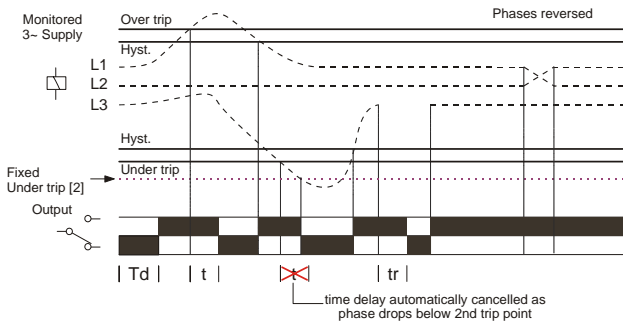 Monitored
3~ Supply
Over trip
Phases reversed
Hyst.
L1
L2
L3
Hyst.
Under trip
Fixed
Under trip [2]
Output
Td
t
t
tr
time delay automatically cancelled as
phase drops below 2nd trip point